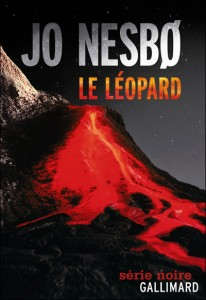 JO NESBØ
LE LÉOPARD
série noire
GALLIMARD